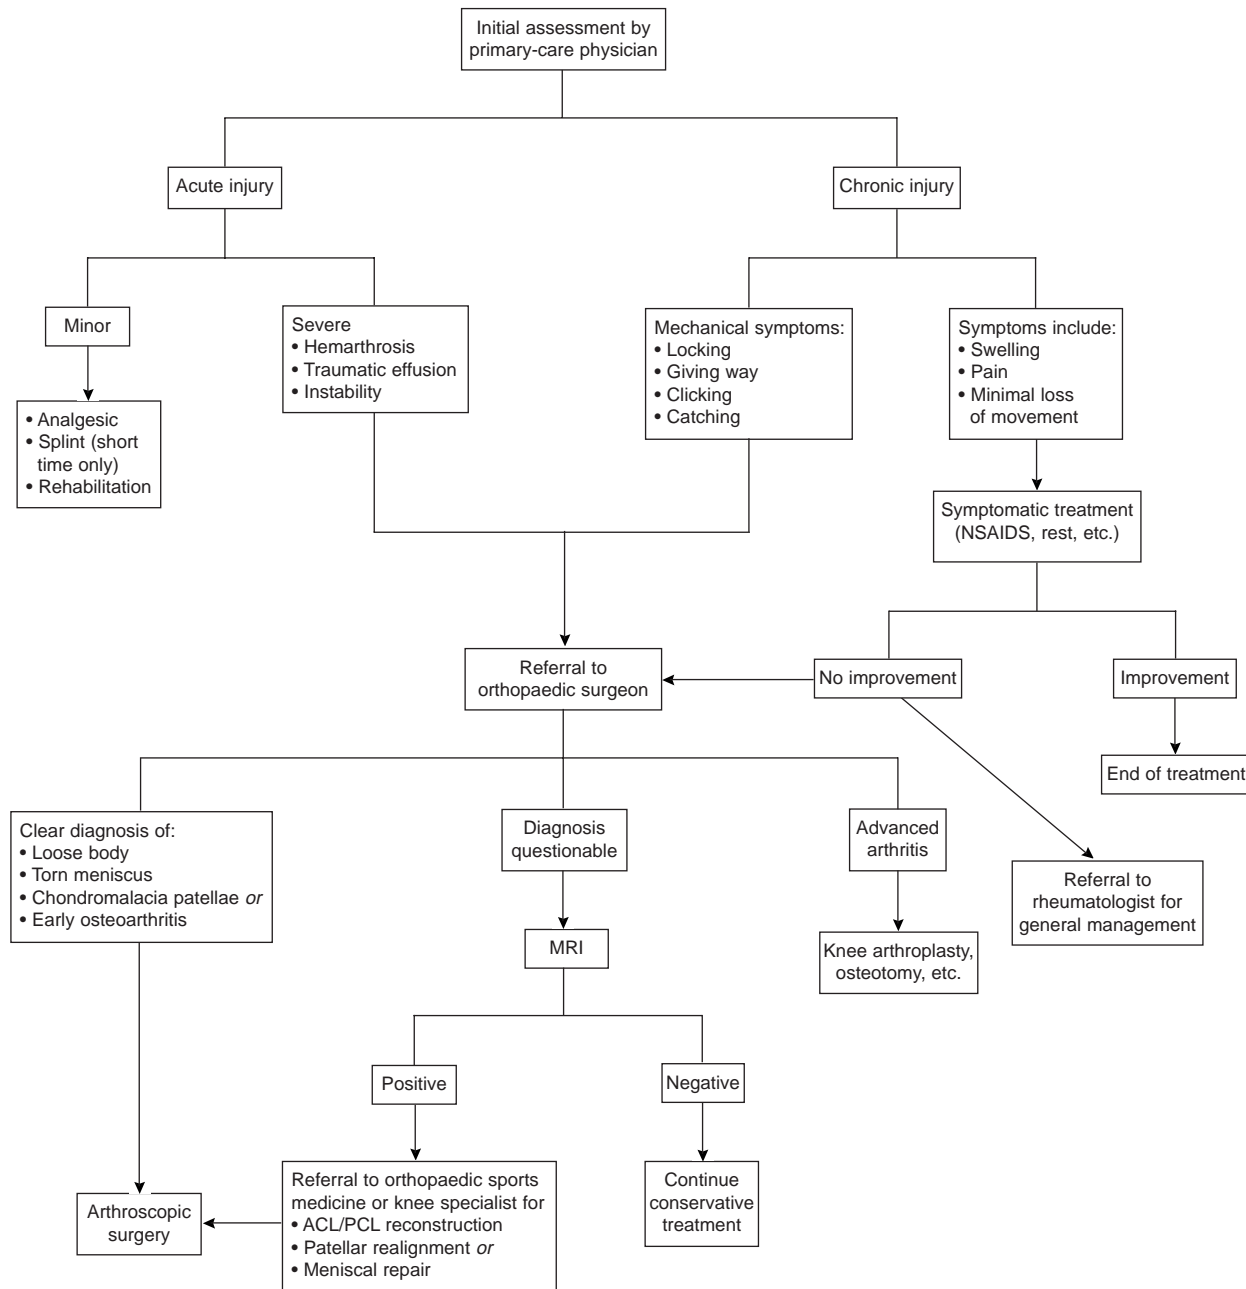 Initial assessment by
primary-care physician
Acute injury
Chronic injury
Minor
Severe
• Hemarthrosis
• Traumatic effusion
• Instability
Mechanical symptoms:
• Locking
• Giving way
• Clicking
• Catching
Symptoms include:
• Swelling
• Pain
• Minimal loss
of movement
• Analgesic
• Splint (short
time only)
• Rehabilitation
Symptomatic treatment
(NSAIDS, rest, etc.)
Referral to
orthopaedic surgeon
No improvement
Improvement
End of treatment
Clear diagnosis of:
• Loose body
• Torn meniscus
• Chondromalacia patellae or
• Early osteoarthritis
Diagnosis
questionable
Advanced
arthritis
Referral to
rheumatologist for
general management
MRI
Knee arthroplasty,
osteotomy, etc.
Positive
Negative
Arthroscopic
surgery
Referral to orthopaedic sports
medicine or knee specialist for
• ACL/PCL reconstruction
• Patellar realignment or
• Meniscal repair
Continue
conservative
treatment